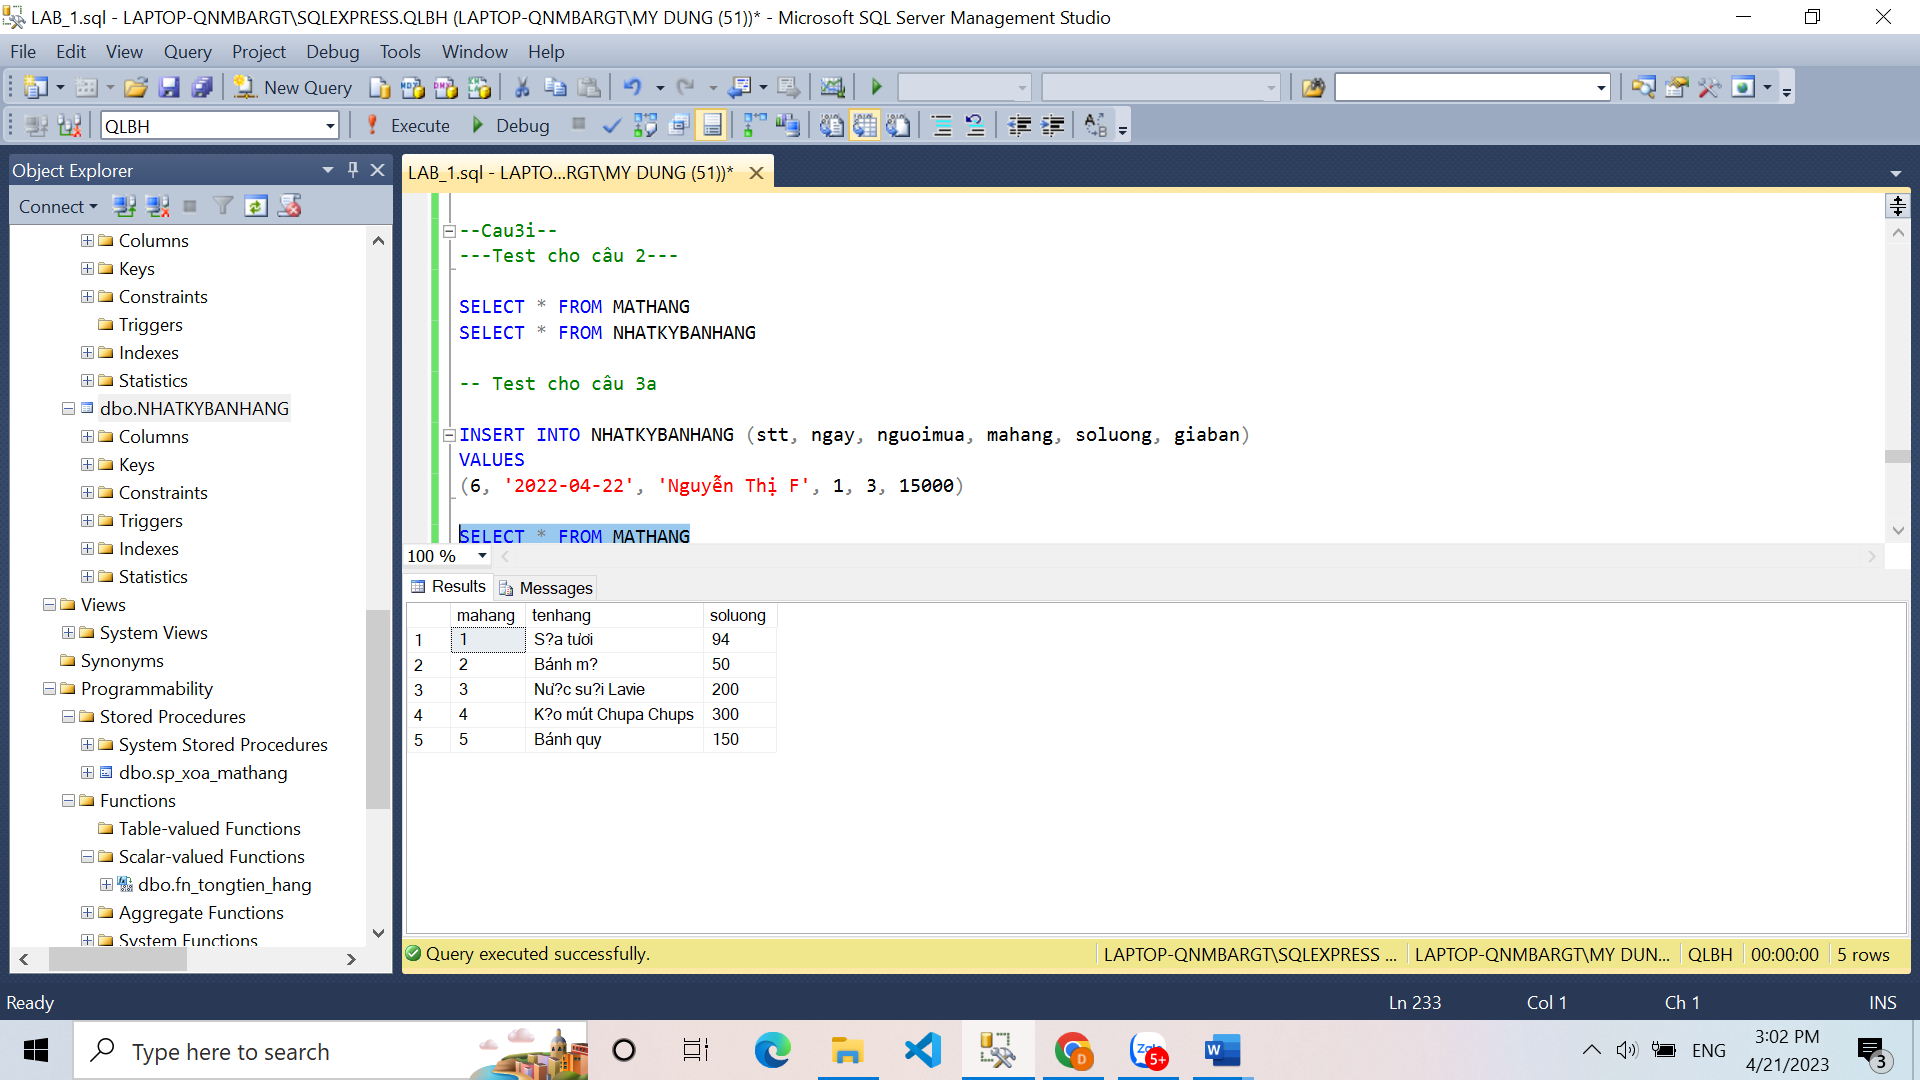 LAB_1.sql - LAPTOP-QNMBARGT\SQLEXPRESS.QLBH (LAPTOP-QNMBARGT\MY DUNG (51))* - Microsoft SQL Server Management Studio
File Edit View Query Project Debug Tools Window Help
New Query
QLBH Execute Debug
Object Explorer
Connect
Columns
Keys
Constraints
Triggers
Indexes
Statistics
dbo.NHATKYBANHANG
Columns
Keys
Constraints
Triggers
Indexes
Statistics
Views
System Views
Synonyms
Programmability
Stored Procedures
System Stored Procedures
dbo.sp_xoa_mathang
Functions
Table-valued Functions
Scalar-valued Functions
dbo.fn_tongtien_hang
Aggregate Functions
System Functions
LAB_1.sql - LAPTO...RGT\MY DUNG (51))*
--Cau3i--
---Test cho câu 2---
SELECT * FROM MATHANG
SELECT * FROM NHATKYBANHANG
-- Test cho câu 3a
INSERT INTO NHATKYBANHANG (stt, ngay, nguoimua, mahang, soluong, giaban)
VALUES
(6, '2022-04-22', 'Nguyễn Thị F', 1, 3, 15000)
SELECT * FROM MATHANG
100 %
Results Messages
mahang tenhang soluong
1 1 S?a tươi 94
2 2 Bánh m? 50
3 3 Nư?c su?i Lavie 200
4 4 K?o mút Chupa Chups 300
5 5 Bánh quy 150
Query executed successfully. LAPTOP-QNMBARGT\SQLEXPRESS ... LAPTOP-QNMBARGT\MY DUN... QLBH 00:00:00 5 rows
Ready Ln 233 Col 1 Ch 1 INS
Type here to search
Zalo 5+
D
W
ENG
3:02 PM
4/21/2023
3